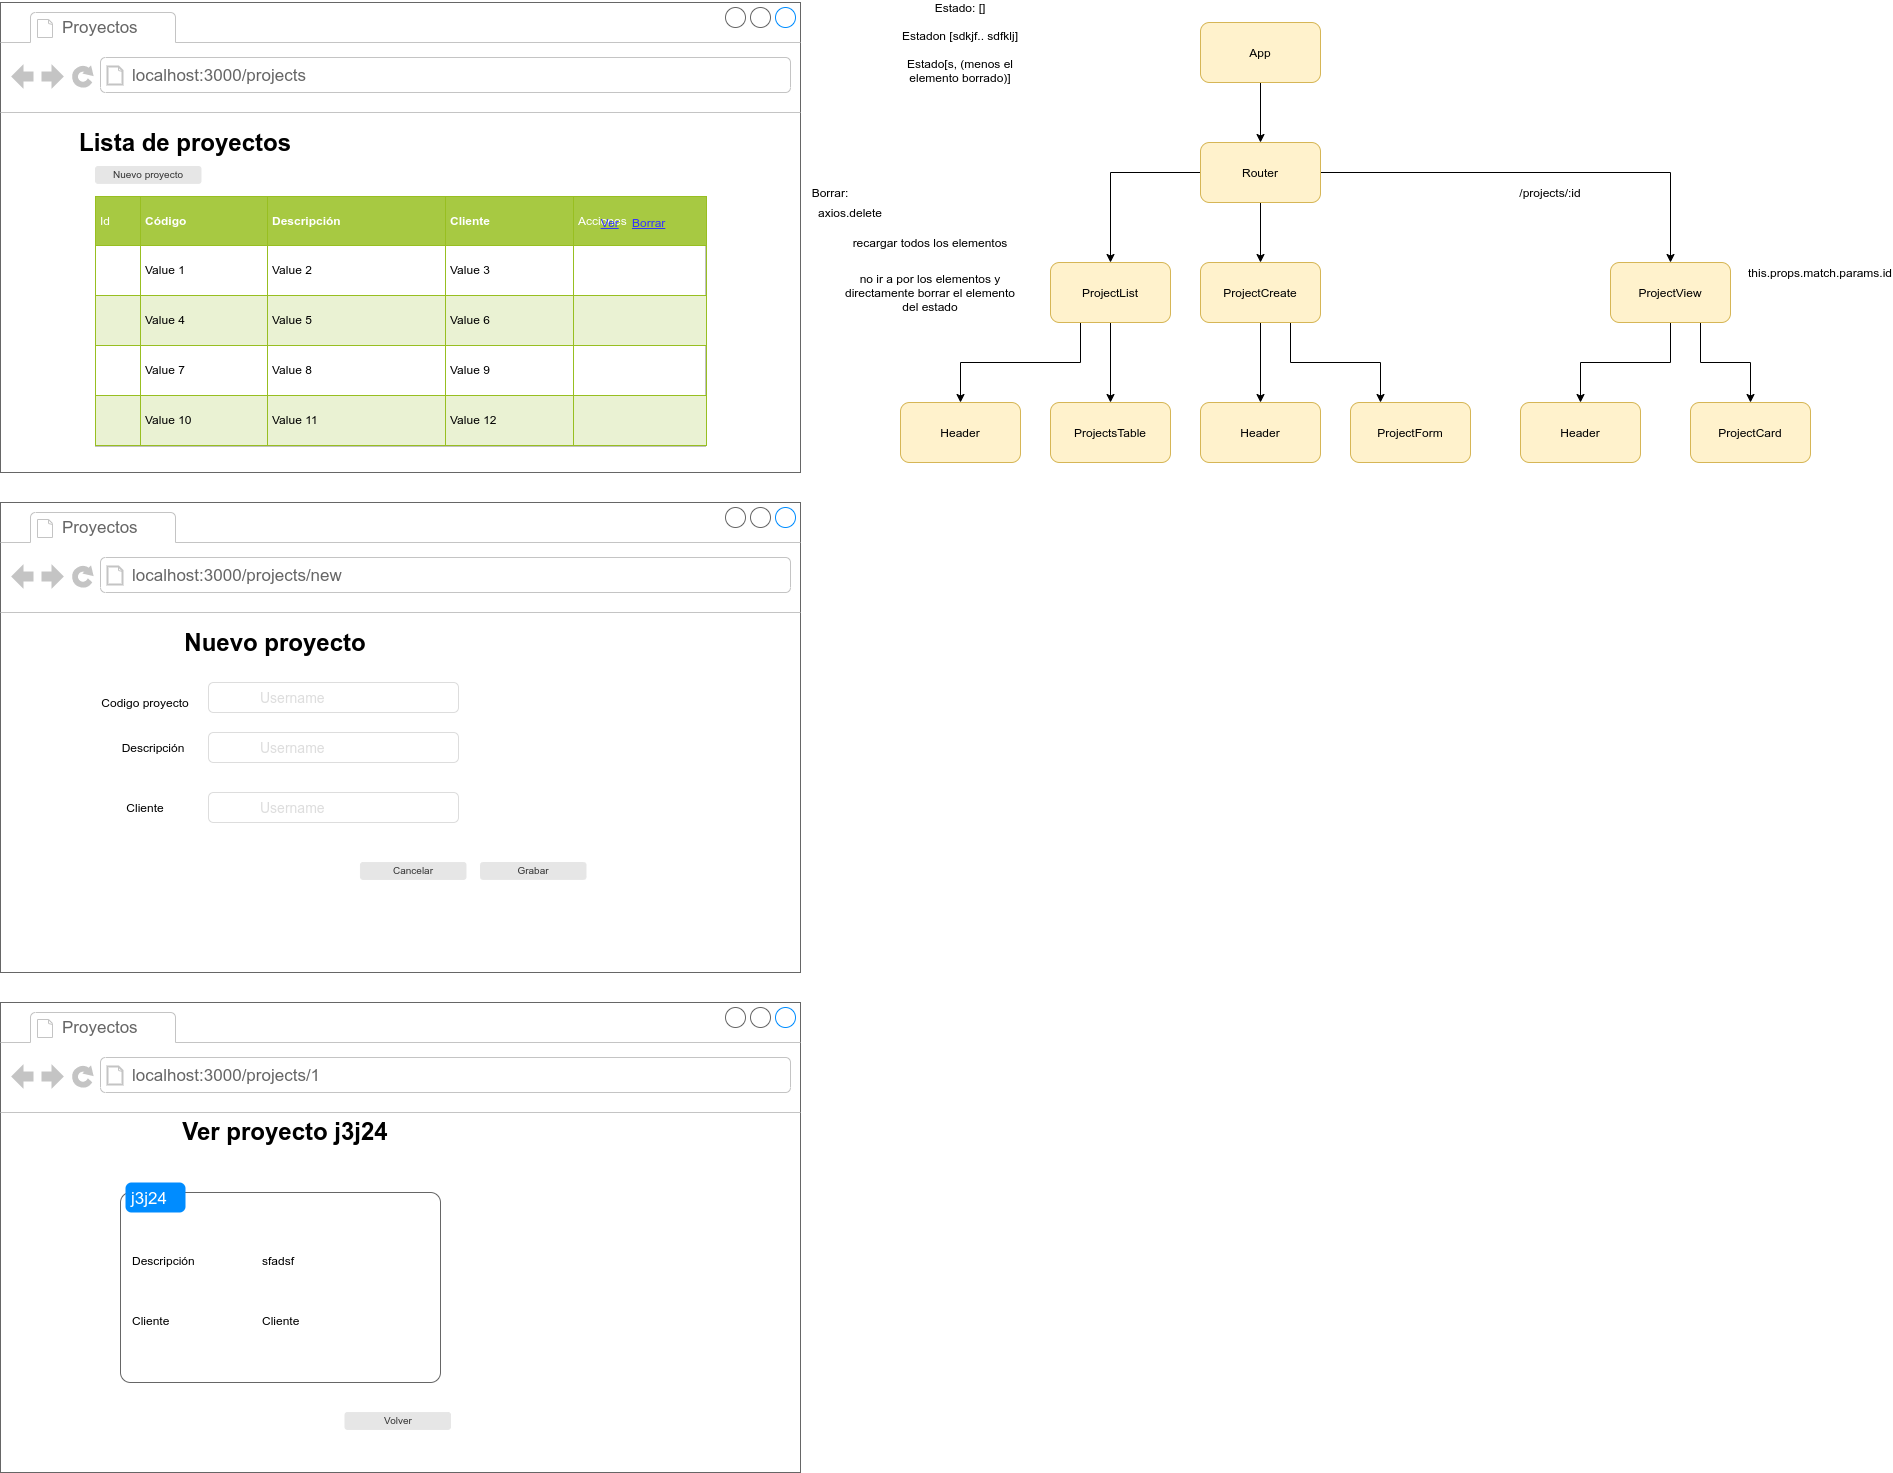 Proyectos
localhost:3000/projects
Lista de proyectos
Nuevo proyecto
Id Código Descripción Cliente Acciones Ver Borrar
Value 1 Value 2 Value 3
Value 4 Value 5 Value 6
Value 7 Value 8 Value 9
Value 10 Value 11 Value 12
Estado: []
Estadon [sdkjf.. sdfklj]
Estado[s, (menos el
elemento borrado)]
App
Router
Borrar:
axios.delete
recargar todos los elementos
no ir a por los elementos y
directamente borrar el elemento
del estado
/projects/:id
ProjectList ProjectCreate ProjectView
this.props.match.params.id
Header ProjectsTable Header ProjectForm Header ProjectCard
Proyectos
localhost:3000/projects/new
Nuevo proyecto
Codigo proyecto Username
Descripción Username
Cliente Username
Cancelar Grabar
Proyectos
localhost:3000/projects/1
Ver proyecto j3j24
j3j24
Descripción sfadsf
Cliente Cliente
Volver